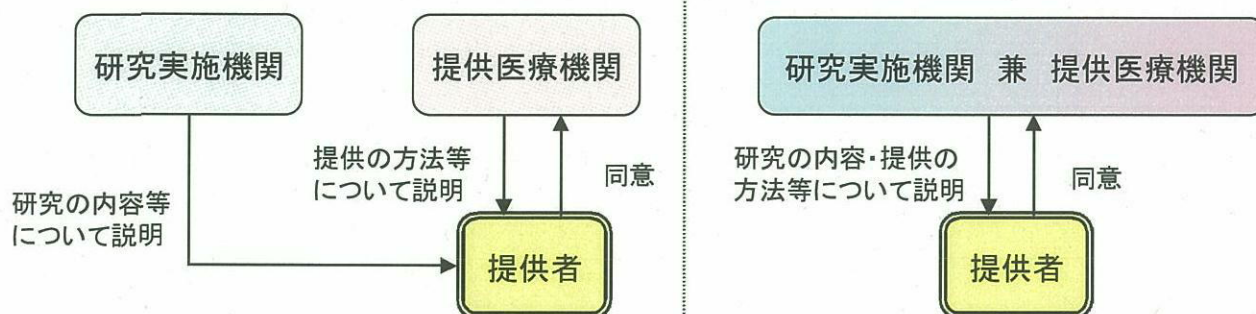 研究実施機関
提供医療機関
提供の方法等
について説明
同意
研究の内容等
について説明
提供者
研究実施機関 兼 提供医療機関
研究の内容・提供の
方法等について説明
同意
提供者